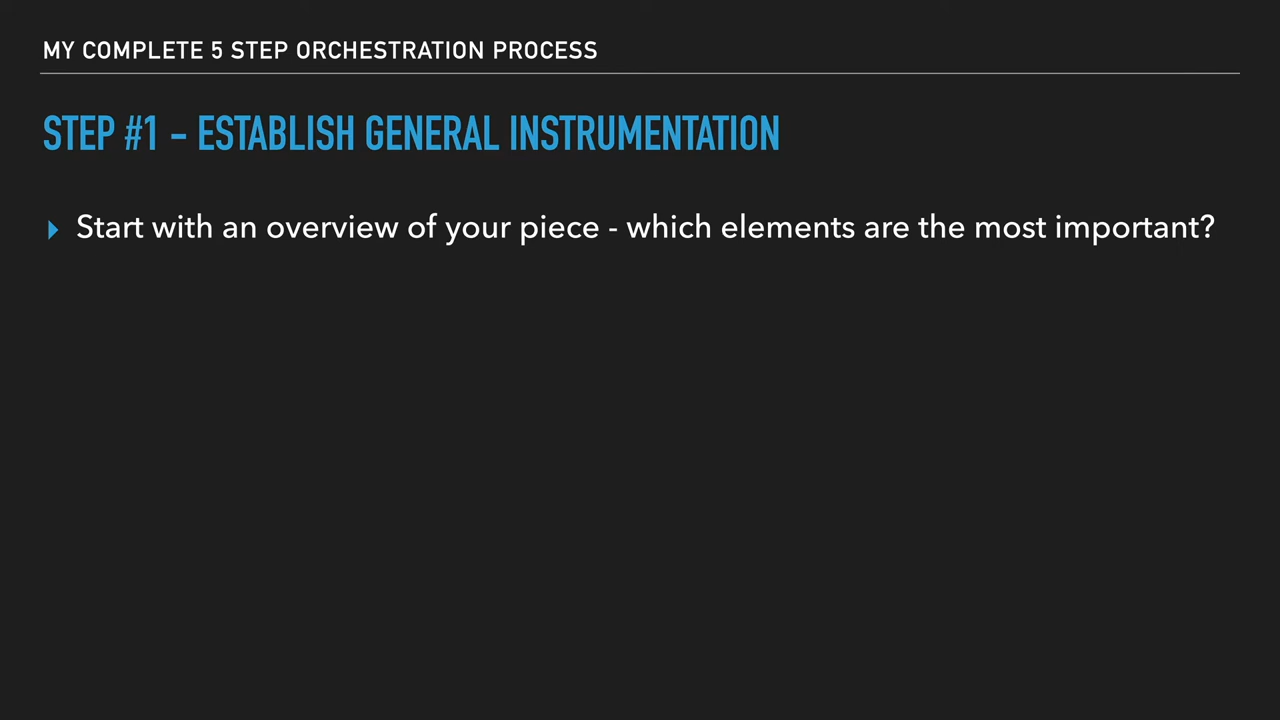 MY COMPLETE 5 STEP ORCHESTRATION PROCESS
STEP #1 - ESTABLISH GENERAL INSTRUMENTATION
Start with an overview of your piece - which elements are the most important?